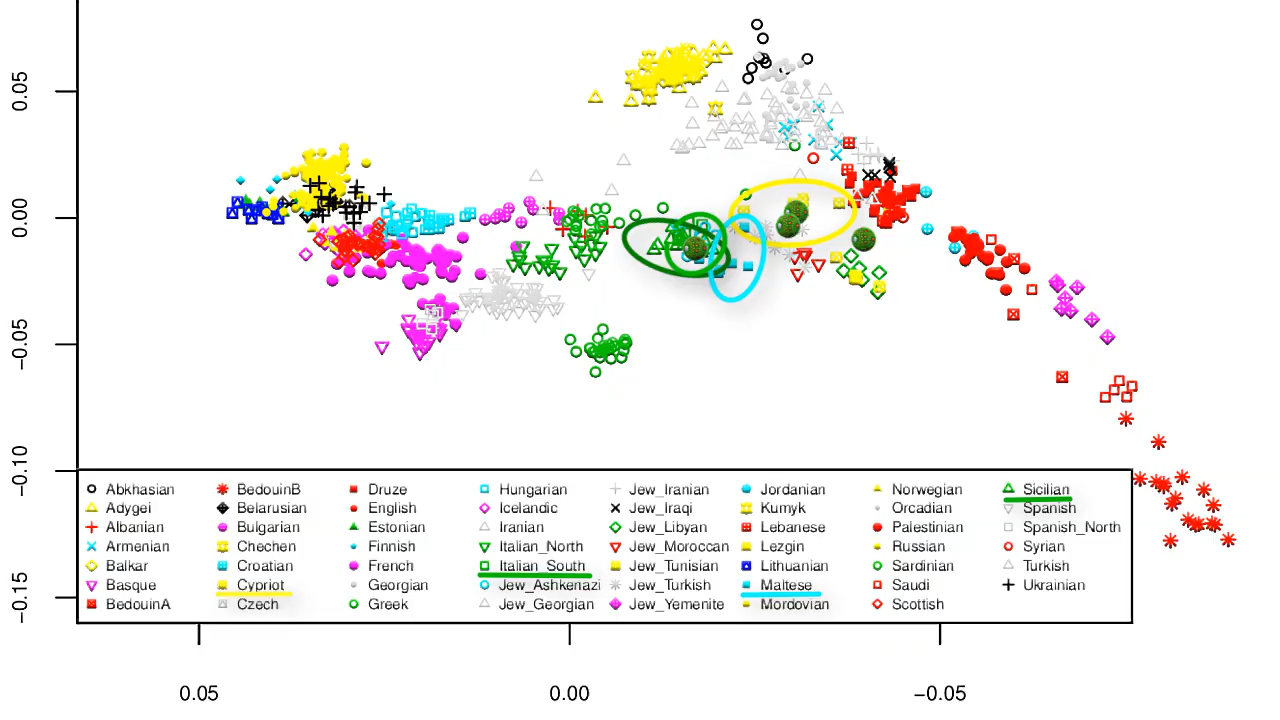 0.05
0.00
−0.05
−0.10
−0.15
Abkhasian BedouinB Druze Hungarian Jew_Iranian Jordanian Norwegian Sicilian
Adygei Belarusian English Icelandic Jew_Iraqi Kumyk Orcadian Spanish
Albanian Bulgarian Estonian Iranian Jew_Libyan Lebanese Palestinian Spanish_North
Armenian Chechen Finnish Italian_North Jew_Moroccan Lezgin Russian Syrian
Balkar Croatian French Italian_South Jew_Tunisian Lithuanian Sardinian Turkish
Basque Cypriot Georgian Jew_Ashkenazi Jew_Turkish Maltese Saudi Ukrainian
BedouinA Czech Greek Jew_Georgian Jew_Yemenite Mordovian Scottish
0.05 0.00 −0.05